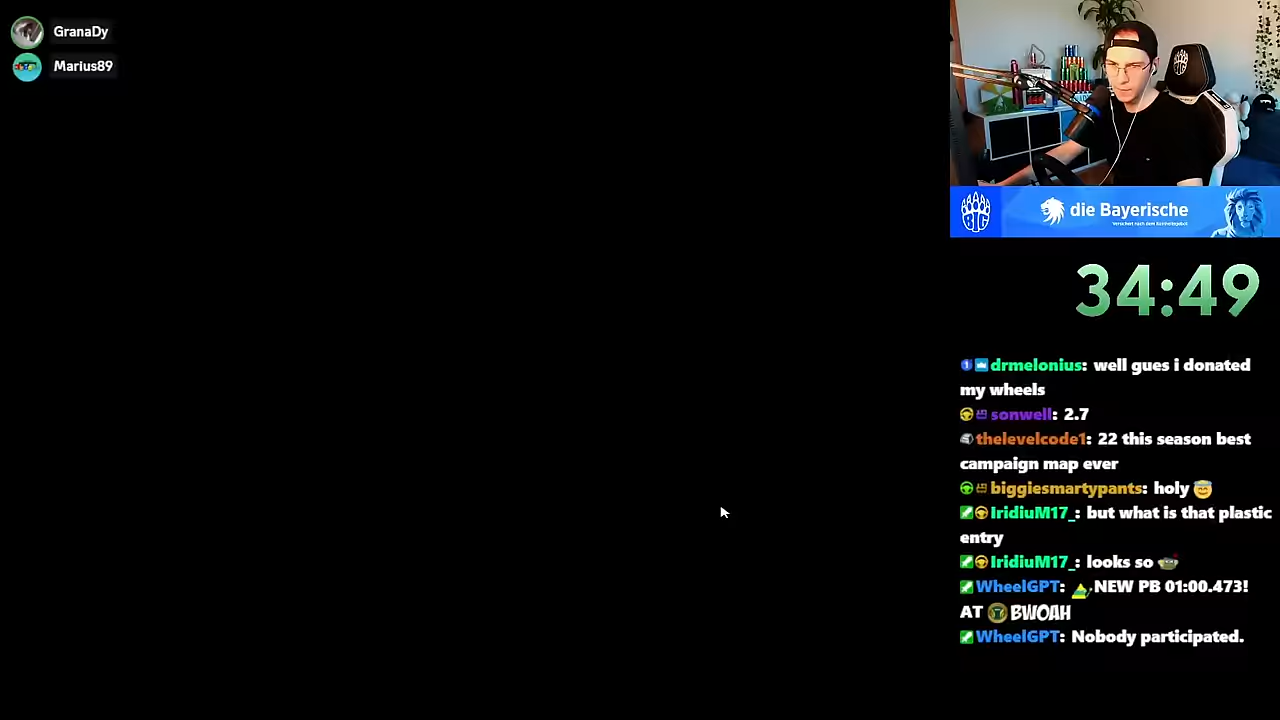 GranaDy
Marius89
BIG
die Bayerische
34:49
drmelonius: well gues i donated
my wheels
sonwell: 2.7
thelevelcode1: 22 this season best
campaign map ever
biggiesmartypants: holy
IridiuM17_: but what is that plastic
entry
IridiuM17_: looks so
WheelGPT: NEW PB 01:00.473!
AT BWOAH
WheelGPT: Nobody participated.